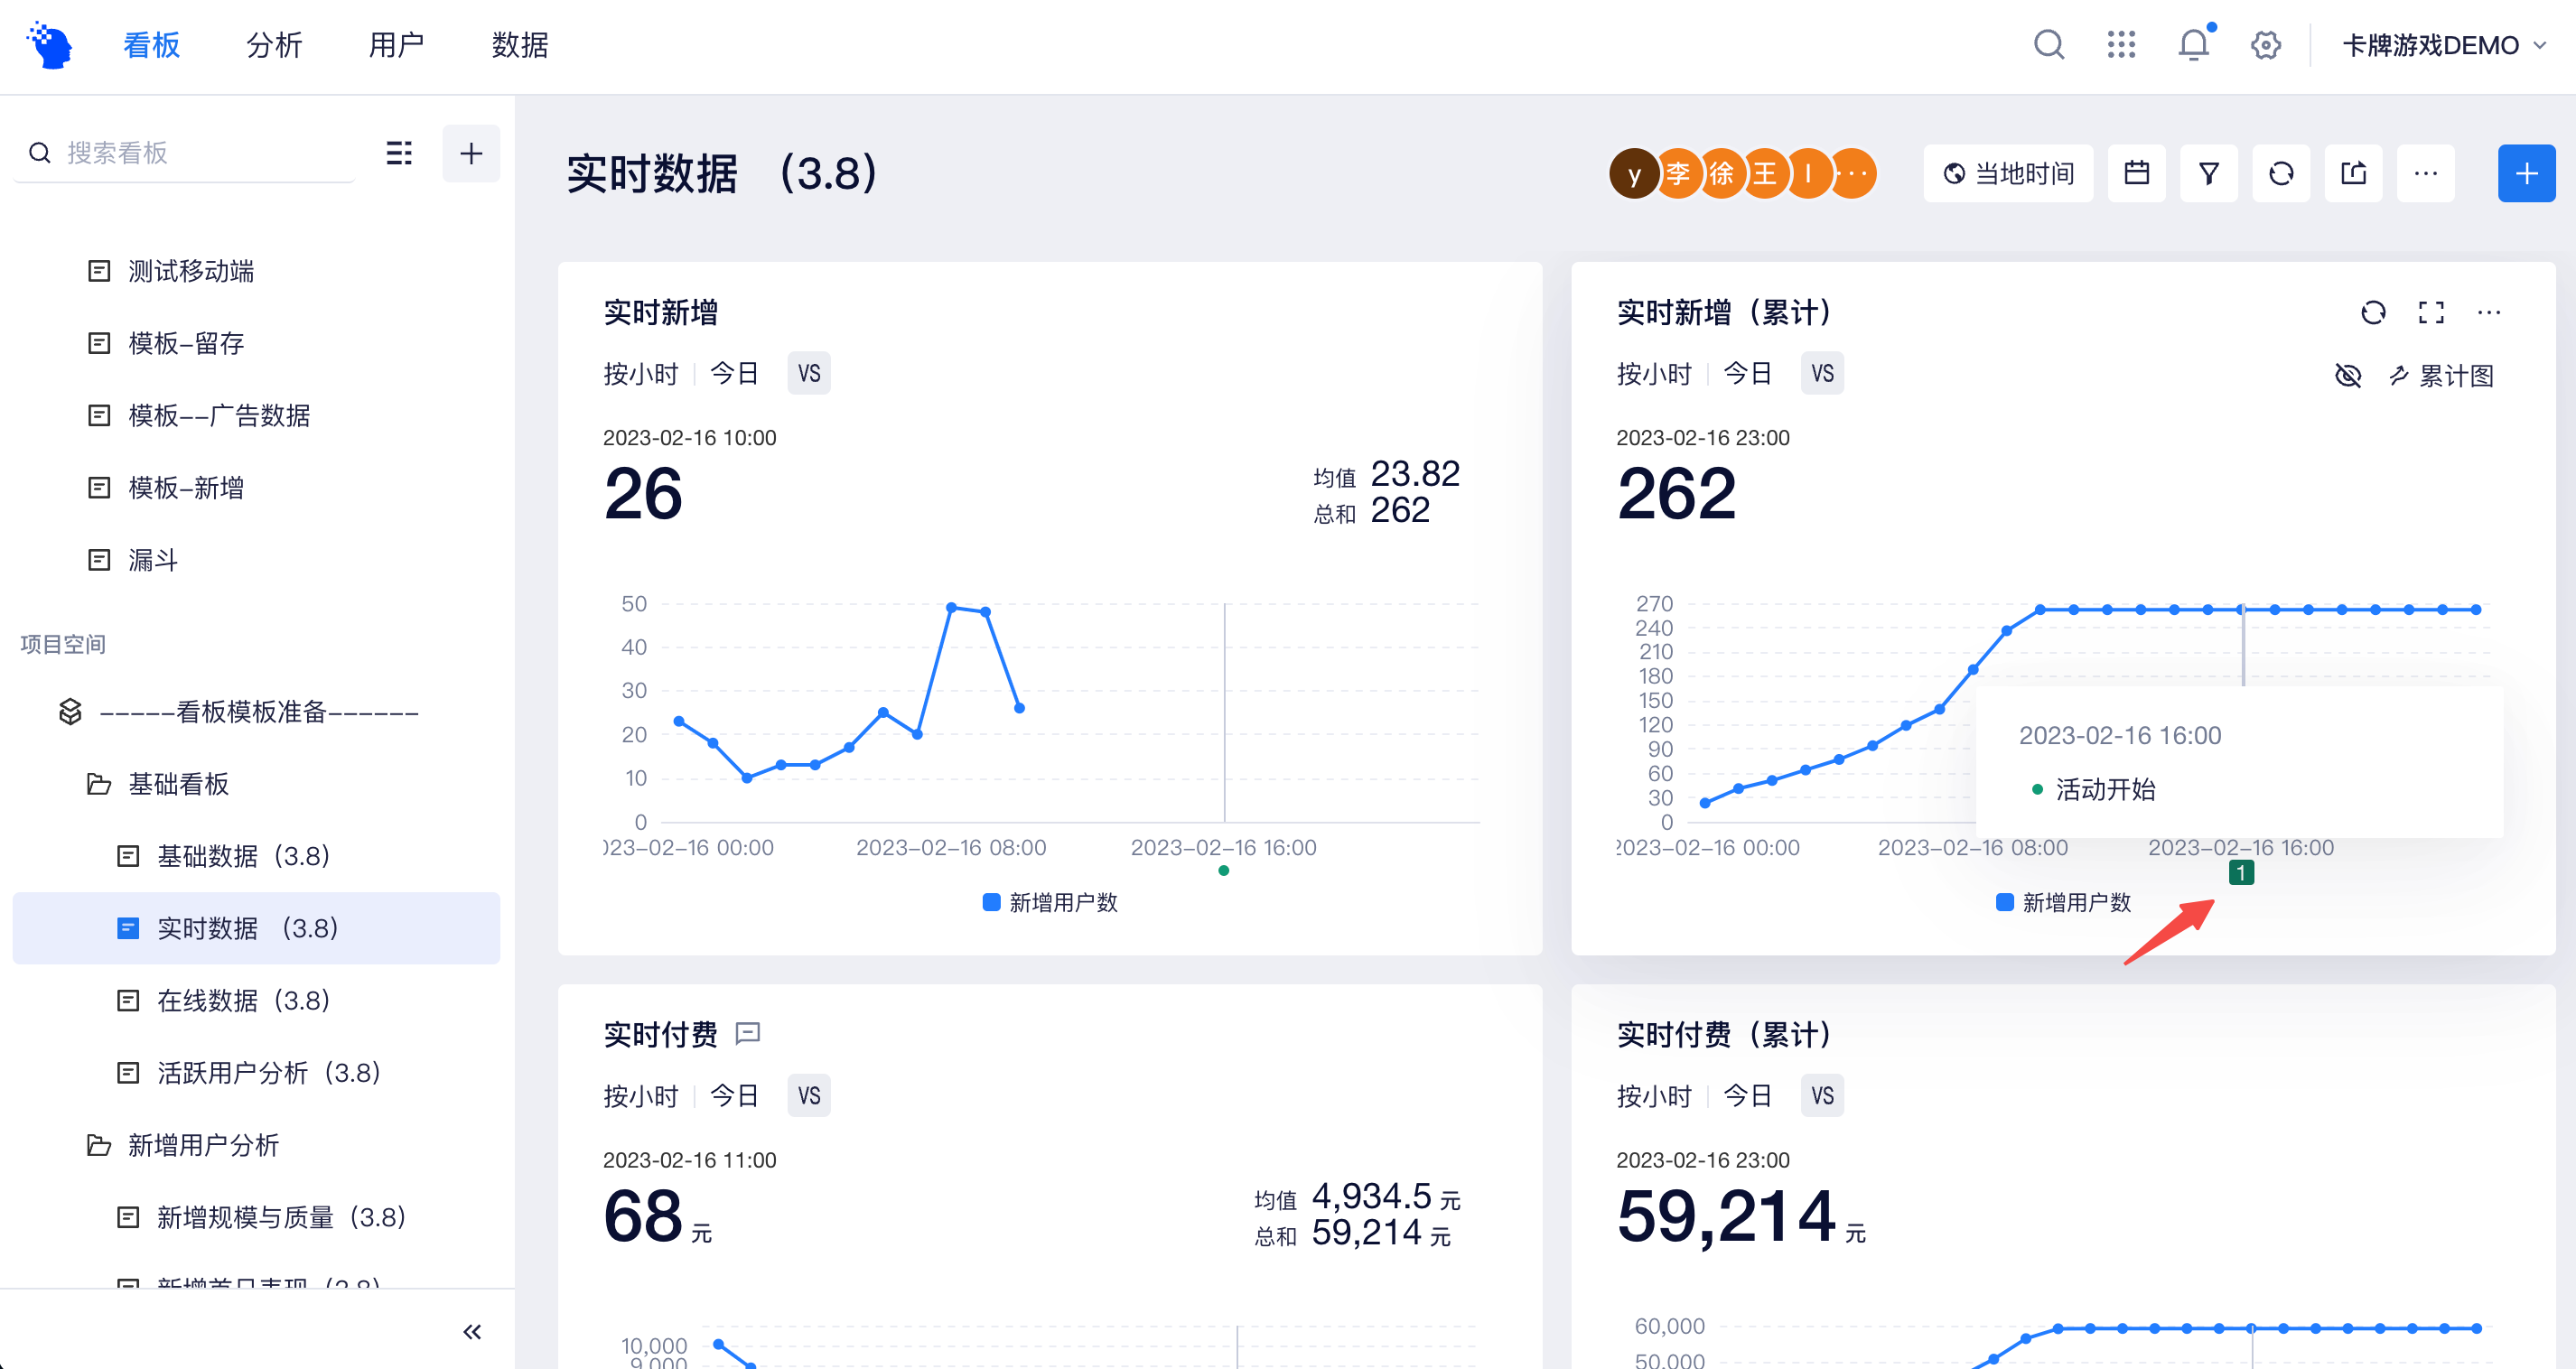 看板
分析
用户
数据
卡牌游戏DEMO
搜索看板
测试移动端
模板-留存
模板--广告数据
模板-新增
漏斗
项目空间
-----看板模板准备------
基础看板
基础数据（3.8）
实时数据 （3.8）
在线数据（3.8）
活跃用户分析（3.8）
新增用户分析
新增规模与质量（3.8）
实时数据 （3.8）
y 李 徐 王 l ···
当地时间
实时新增
按小时 今日 VS
2023-02-16 10:00
26
均值 23.82
总和 262
50
40
30
20
10
0
023-02-16 00:00 2023-02-16 08:00 2023-02-16 16:00
新增用户数
实时新增（累计）
按小时 今日 VS
累计图
2023-02-16 23:00
262
270
240
210
180
150
120
90
60
30
0
2023-02-16 16:00
活动开始
2023-02-16 00:00 2023-02-16 08:00 2023-02-16 16:00
1
新增用户数
实时付费
按小时 今日 VS
2023-02-16 11:00
68 元
均值 4,934.5 元
总和 59,214 元
10,000
9,000
实时付费（累计）
按小时 今日 VS
2023-02-16 23:00
59,214 元
60,000
50,000